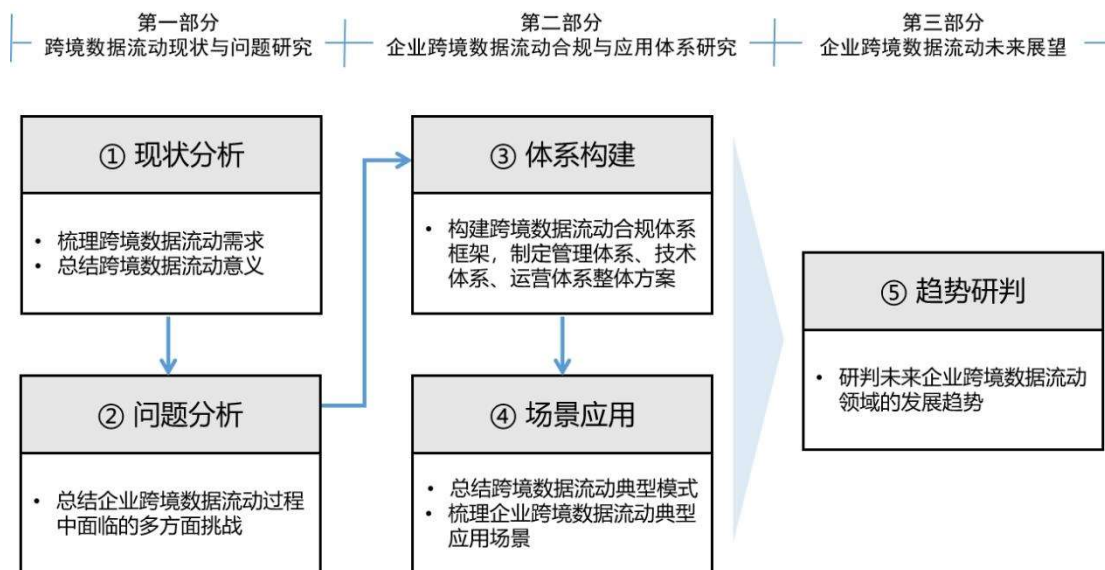 第一部分
跨境数据流动现状与问题研究
第二部分
企业跨境数据流动合规与应用体系研究
第三部分
企业跨境数据流动未来展望
① 现状分析
• 梳理跨境数据流动需求
• 总结跨境数据流动意义
② 问题分析
• 总结企业跨境数据流动过程
中面临的多方面挑战
③ 体系构建
• 构建跨境数据流动合规体系
框架，制定管理体系、技术
体系、运营体系整体方案
④ 场景应用
• 总结跨境数据流动典型模式
• 梳理企业跨境数据流动典型
应用场景
⑤ 趋势研判
• 研判未来企业跨境数据流动
领域的发展趋势